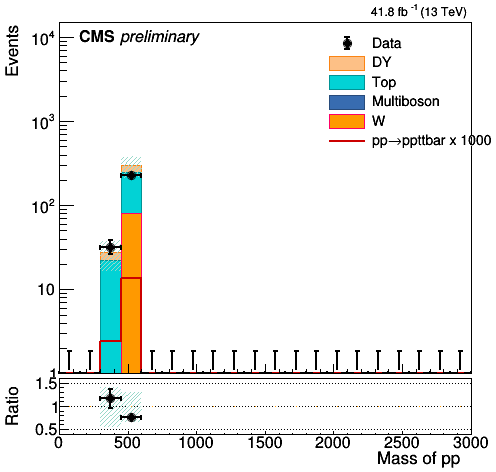 41.8 fb⁻¹ (13 TeV)
CMS preliminary
Events
Data
DY
Top
Multiboson
W
pp→ppttbar x 1000
10⁴
10³
10²
10
1
Ratio
1.5
1
0.5
0 500 1000 1500 2000 2500 3000
Mass of pp